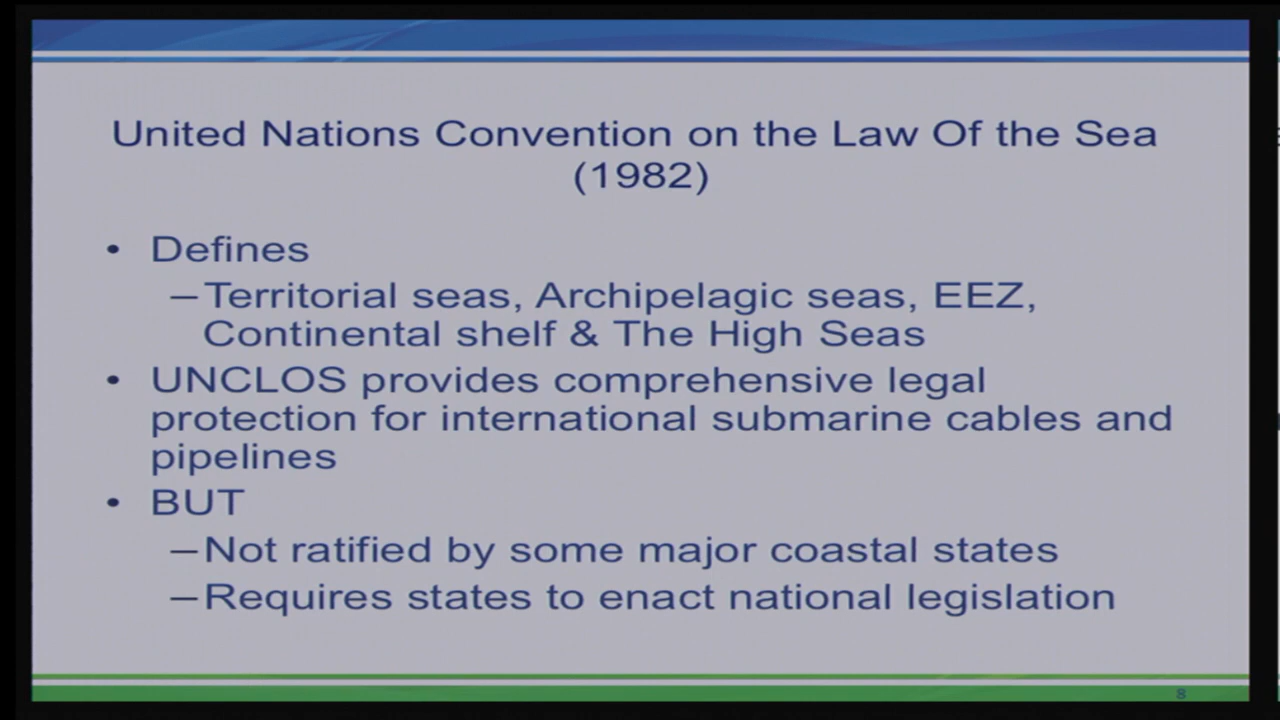 United Nations Convention on the Law Of the Sea
(1982)
• Defines
–Territorial seas, Archipelagic seas, EEZ,
Continental shelf & The High Seas
• UNCLOS provides comprehensive legal
protection for international submarine cables and
pipelines
• BUT
–Not ratified by some major coastal states
–Requires states to enact national legislation
8